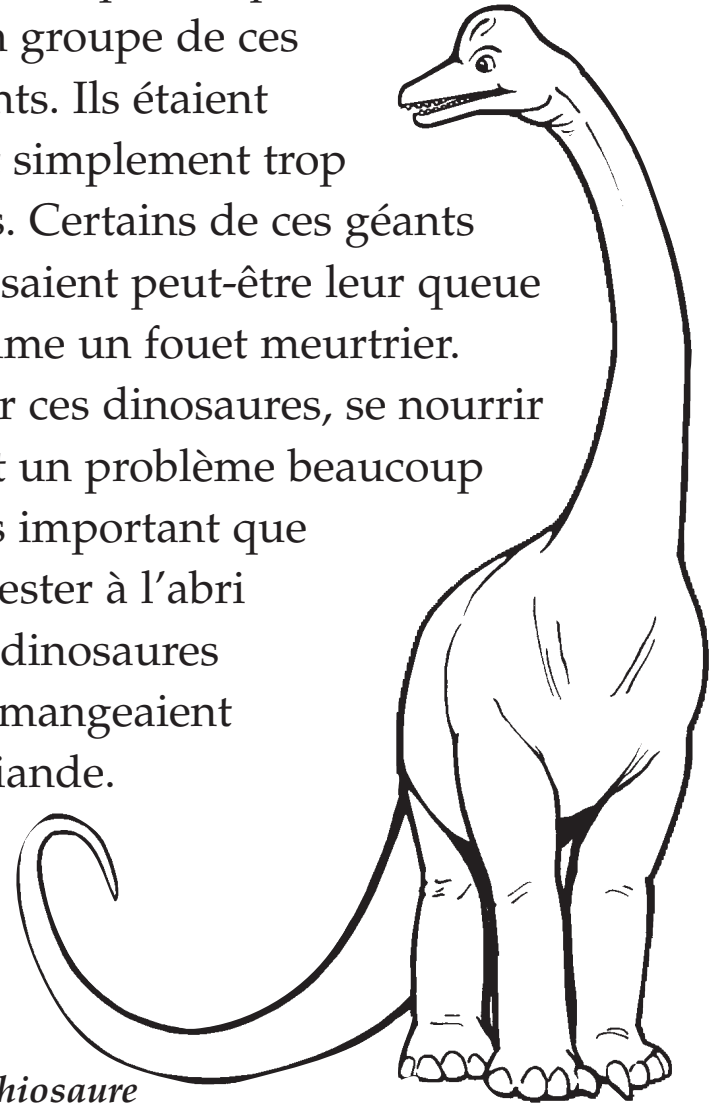 groupe de ces
nts. Ils étaient
simplement trop
s. Certains de ces géants
saient peut-être leur queue
me un fouet meurtrier.
r ces dinosaures, se nourrir
t un problème beaucoup
s important que
ester à l’abri
dinosaures
mangeaient
iande.
hiosaure